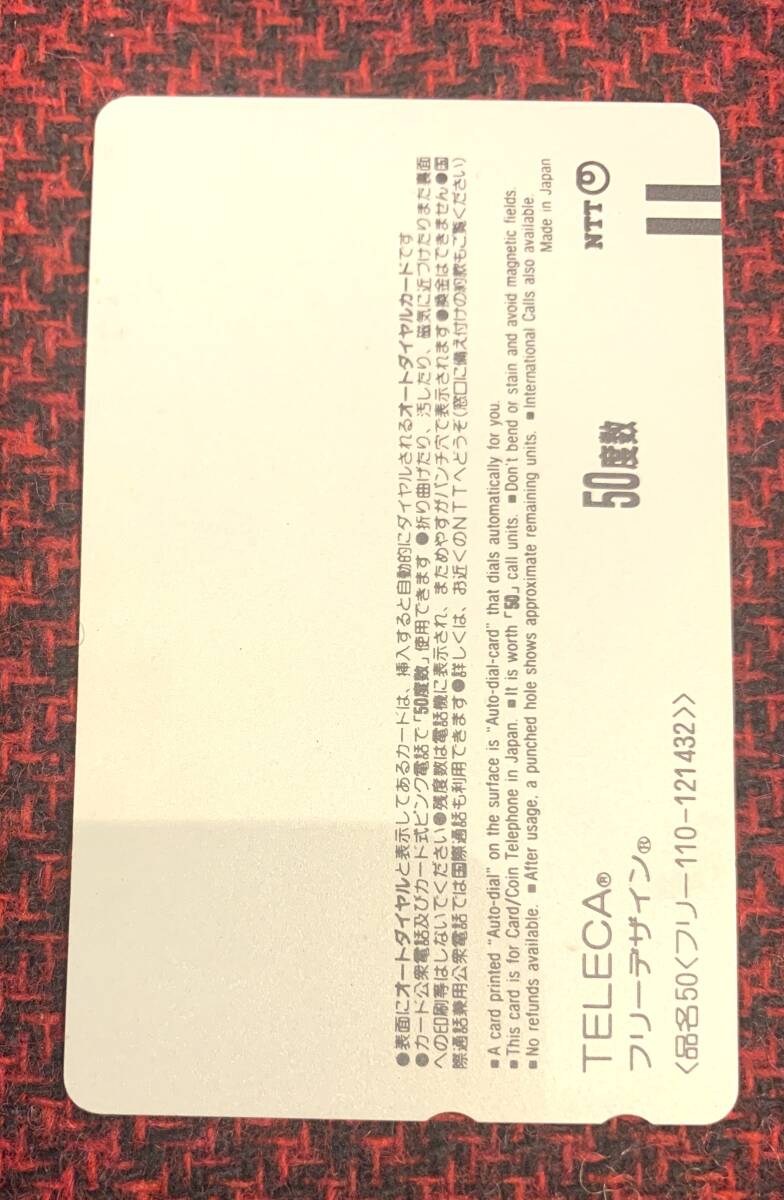 ●表面にオートダイヤルと表示してあるカードは、挿入すると自動的にダイヤルされるオートダイヤルカードです
●カード公衆電話及びカード式ピンク電話で「50度数」使用できます ●折り曲げたり、汚したり、磁気に近づけたりまた裏面
への印刷等はしないでください●残度数は電話機に表示され、まためやすがパンチ穴で表示されます●換金はできません●国
際通話兼用公衆電話では国際通話も利用できます●詳しくは、お近くのNTTへどうぞ(窓口に備え付けの約款もご覧ください)
■A card printed "Auto-dial" on the surface is "Auto-dial-card" that dials automatically for you.
■This card is for Card/Coin Telephone in Japan. ■It is worth「50」call units. ■Don't bend or stain and avoid magnetic fields.
■No refunds available. ■After usage, a punched hole shows approximate remaining units. ■International Calls also available.
Made in Japan
TELECA® 50度数 NTT
フリーデザイン®
〈品名50〈フリー110-121432〉〉